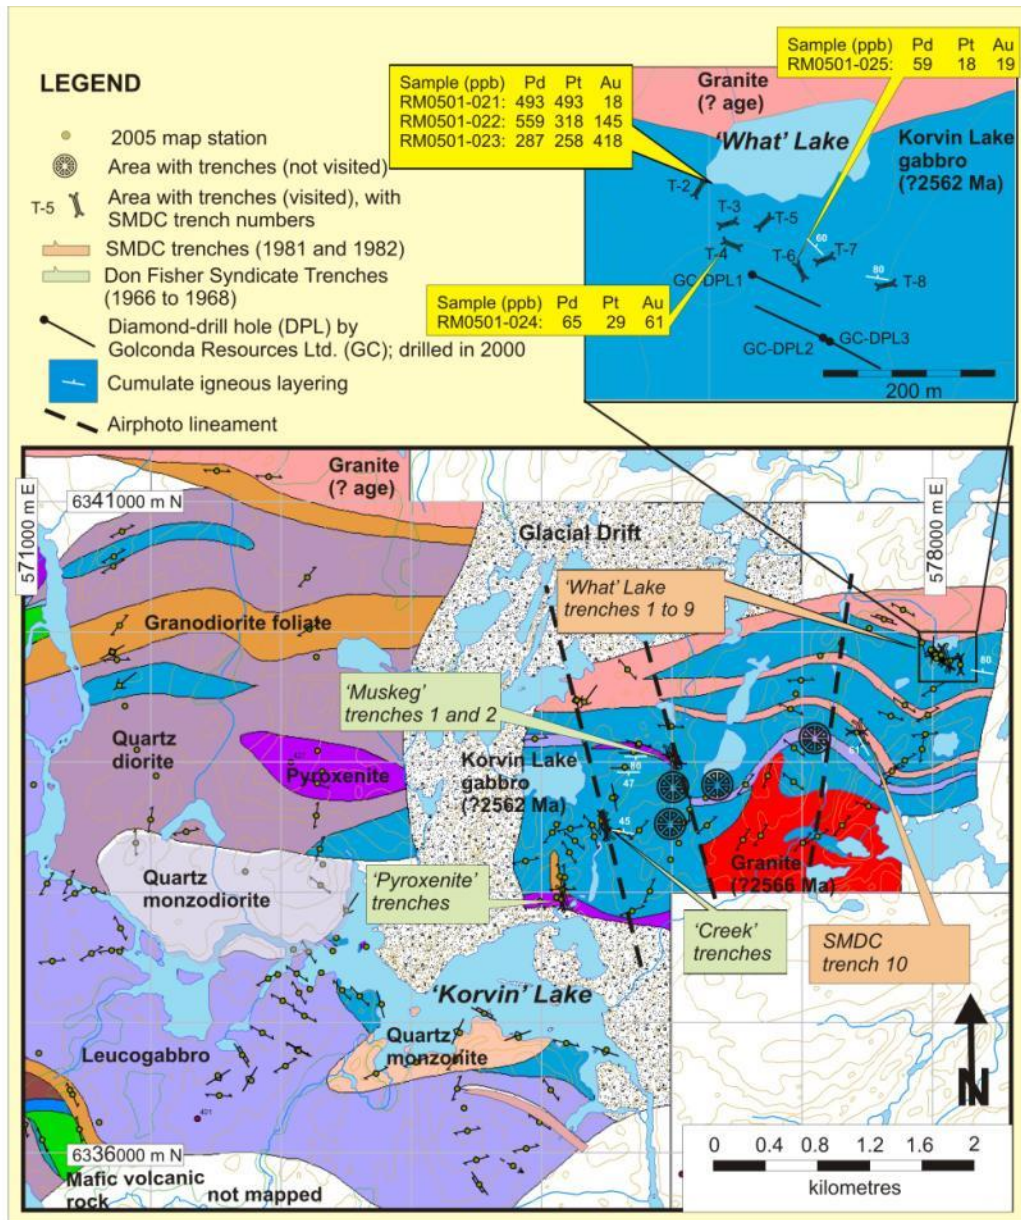 LEGEND
2005 map station
Area with trenches (not visited)
T-5
Area with trenches (visited), with
SMDC trench numbers
SMDC trenches (1981 and 1982)
Don Fisher Syndicate Trenches
(1966 to 1968)
Diamond-drill hole (DPL) by
Golconda Resources Ltd. (GC); drilled in 2000
Cumulate igneous layering
Airphoto lineament
Sample (ppb) Pd Pt Au
RM0501-021: 493 493 18
RM0501-022: 559 318 145
RM0501-023: 287 258 418
Sample (ppb) Pd Pt Au
RM0501-025: 59 18 19
Granite
(? age)
'What' Lake
Korvin Lake
gabbro
(?2562 Ma)
T-2
T-3
T-5
T-4
60
T-6
T-7
80
T-8
GC-DPL1
Sample (ppb) Pd Pt Au
RM0501-024: 65 29 61
GC-DPL2
GC-DPL3
200 m
571000 m E
6341000 m N
Granite
(? age)
Glacial Drift
578000 m E
'What' Lake
trenches 1 to 9
Granodiorite foliate
80
'Muskeg'
trenches 1 and 2
Quartz
diorite
Pyroxenite
Korvin Lake
gabbro
(?2562 Ma)
80
47
61
45
Quartz
monzodiorite
'Pyroxenite'
trenches
Granite
(?2566 Ma)
'Creek'
trenches
SMDC
trench 10
'Korvin' Lake
Leucogabbro
Quartz
monzonite
N
6336000 m N
Mafic volcanic
rock
not mapped
0 0.4 0.8 1.2 1.6 2
kilometres